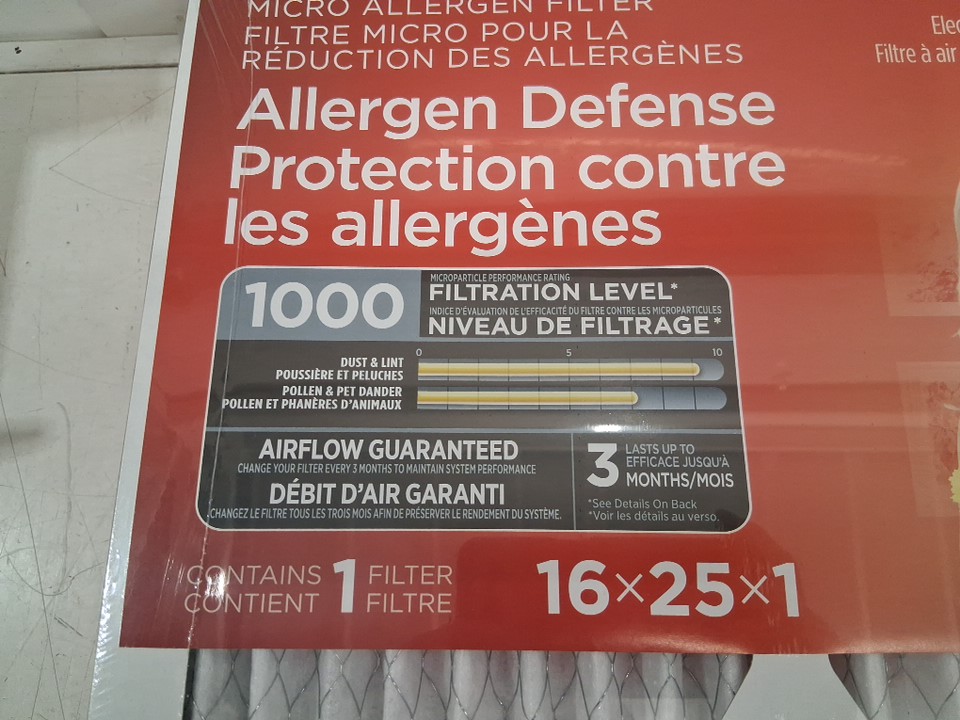 MICRO ALLERGEN FILTER
FILTRE MICRO POUR LA
RÉDUCTION DES ALLERGÈNES
Filtre à air
Allergen Defense
Protection contre
les allergènes
1000
MICROPARTICLE PERFORMANCE RATING
FILTRATION LEVEL*
INDICE D'ÉVALUATION DE L'EFFICACITÉ DU FILTRE CONTRE LES MICROPARTICULES
NIVEAU DE FILTRAGE*
0 5 10
DUST & LINT
POUSSIÈRE ET PELUCHES
POLLEN & PET DANDER
POLLEN ET PHANÈRES D'ANIMAUX
AIRFLOW GUARANTEED
CHANGE YOUR FILTER EVERY 3 MONTHS TO MAINTAIN SYSTEM PERFORMANCE
DÉBIT D'AIR GARANTI
CHANGEZ LE FILTRE TOUS LES TROIS MOIS AFIN DE PRÉSERVER LE RENDEMENT DU SYSTÈME.
3 LASTS UP TO
EFFICACE JUSQU'À
MONTHS/MOIS
*See Details On Back
*Voir les détails au verso.
CONTAINS 1 FILTER
CONTIENT FILTRE
16×25×1